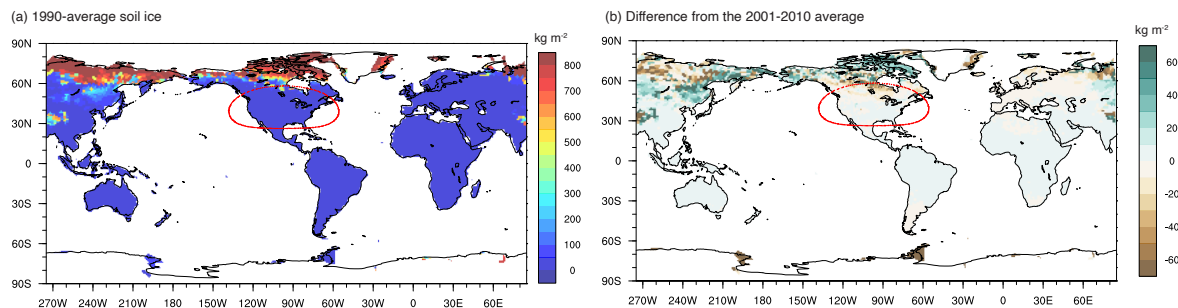 (a) 1990-average soil ice
kg m-2
90N
60N
30N
0
30S
60S
90S
270W 240W 210W 180 150W 120W 90W 60W 30W 0 30E 60E
800
700
600
500
400
300
200
100
0
(b) Difference from the 2001-2010 average
kg m-2
90N
60N
30N
0
30S
60S
90S
270W 240W 210W 180 150W 120W 90W 60W 30W 0 30E 60E
60
40
20
0
-20
-40
-60